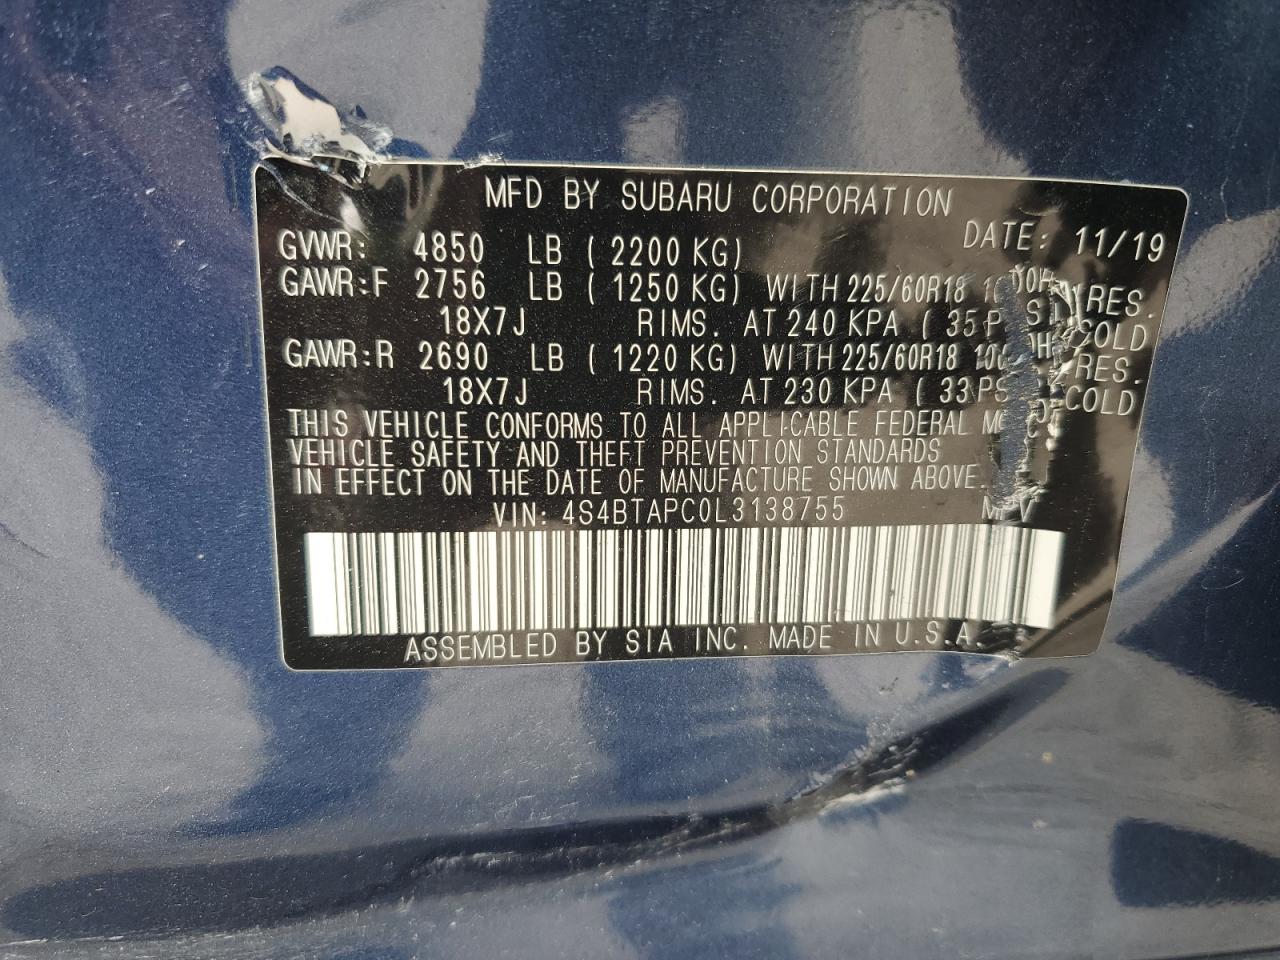 MFD BY SUBARU CORPORATION
DATE: 11/19
GVWR: 4850 LB ( 2200 KG)
GAWR:F 2756 LB ( 1250 KG) WITH 225/60R18 RES.
18X7J RIMS. AT 240 KPA ( 35 COLD
GAWR:R 2690 LB ( 1220 KG) WITH 225/60R18 RES.
18X7J RIMS. AT 230 KPA ( 33 COLD
THIS VEHICLE CONFORMS TO ALL APPLICABLE FEDERAL
VEHICLE SAFETY AND THEFT PREVENTION STANDARDS
IN EFFECT ON THE DATE OF MANUFACTURE SHOWN ABOVE.
VIN: 4S4BTAPC0L3138755
ASSEMBLED BY SIA INC. MADE IN U.S.A.